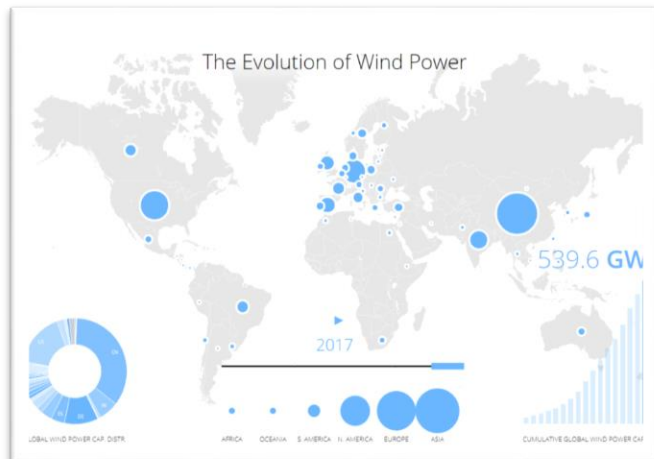 The Evolution of Wind Power
539.6 GW
2017
LOBAL WIND POWER CAP. DISTR.
AFRICA
OCEANIA
S. AMERICA
N. AMERICA
EUROPE
ASIA
CUMULATIVE GLOBAL WIND POWER CAP